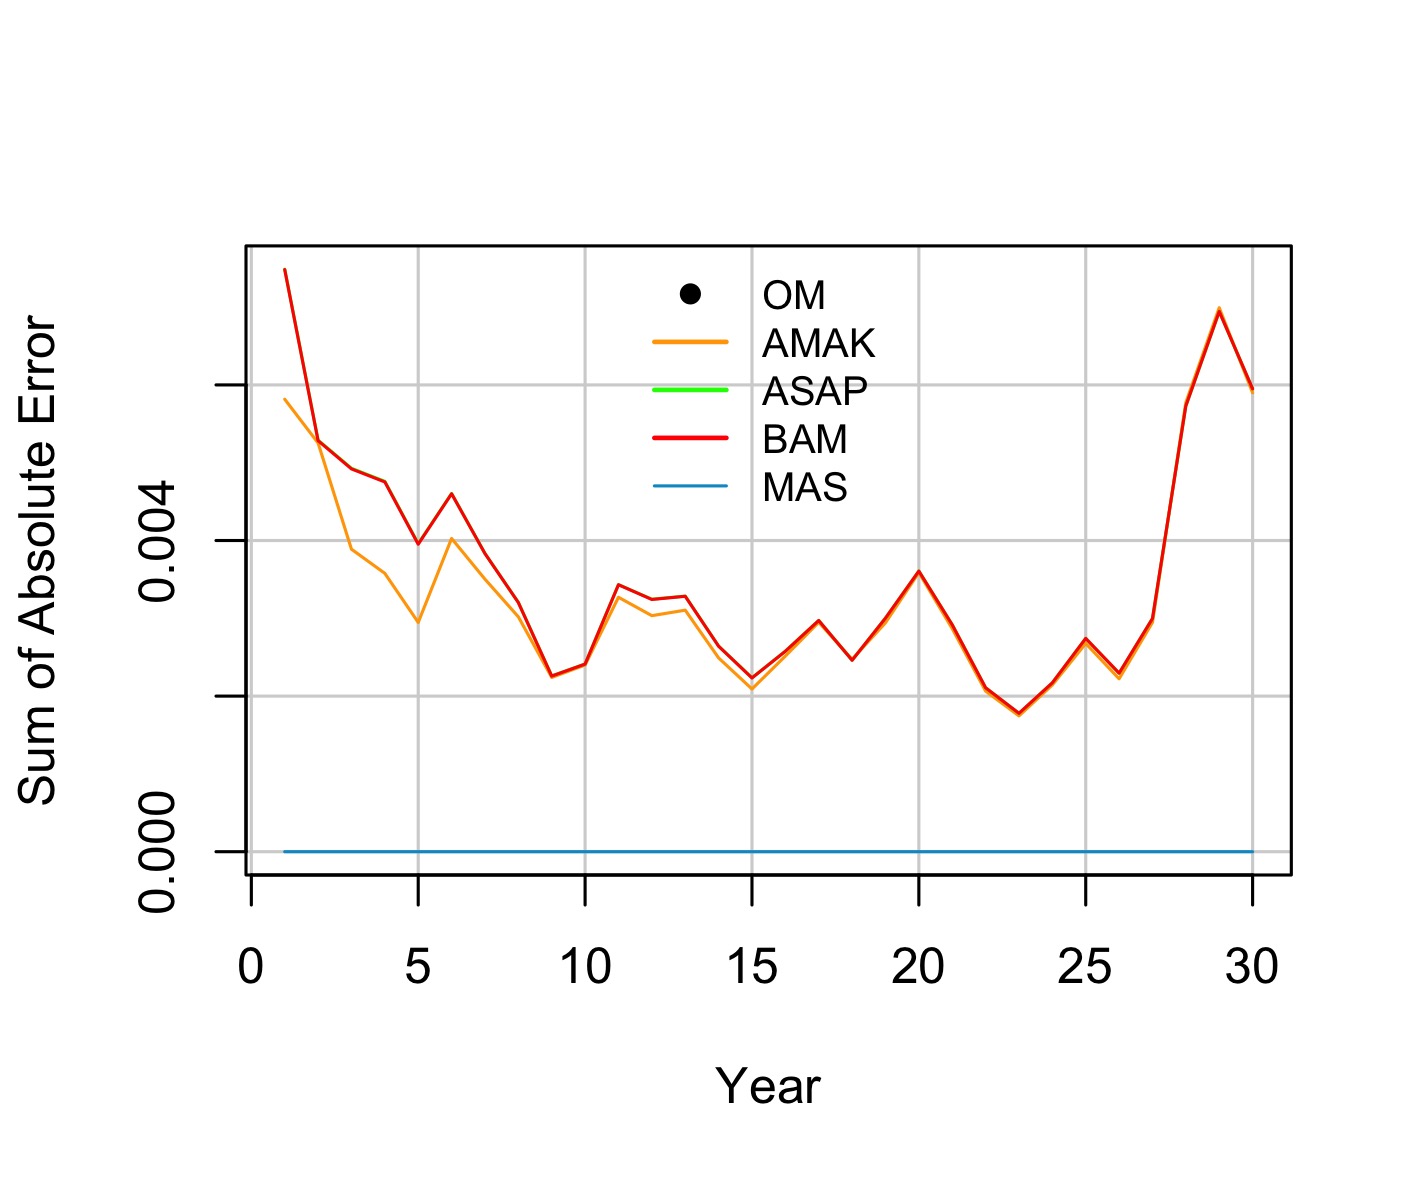 Sum of Absolute Error
0.004
0.000
OM
AMAK
ASAP
BAM
MAS
0 5 10 15 20 25 30
Year